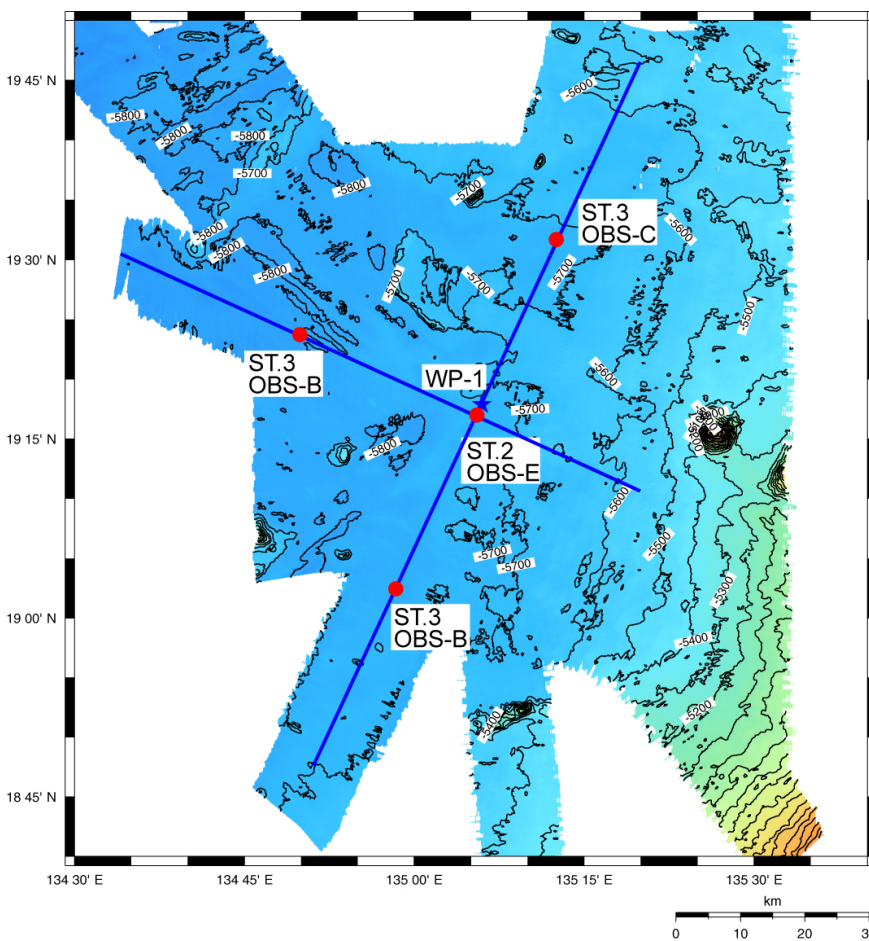 19 45' N
19 30' N
19 15' N
19 00' N
18 45' N
134 30' E
134 45' E
135 00' E
135 15' E
135 30' E
-5800
-5800
-5800
-5700
-5800
-5700
-5600
-5600
-5800
-5800
-5800
-5700
-5700
-5700
-5500
ST.3
OBS-C
ST.3
OBS-B
WP-1
-5600
-5700
-5800
ST.2
OBS-E
-5600
-5200
-5500
-5700
-5700
-5300
ST.3
OBS-B
-5400
-5200
-5400
km
0
10
20